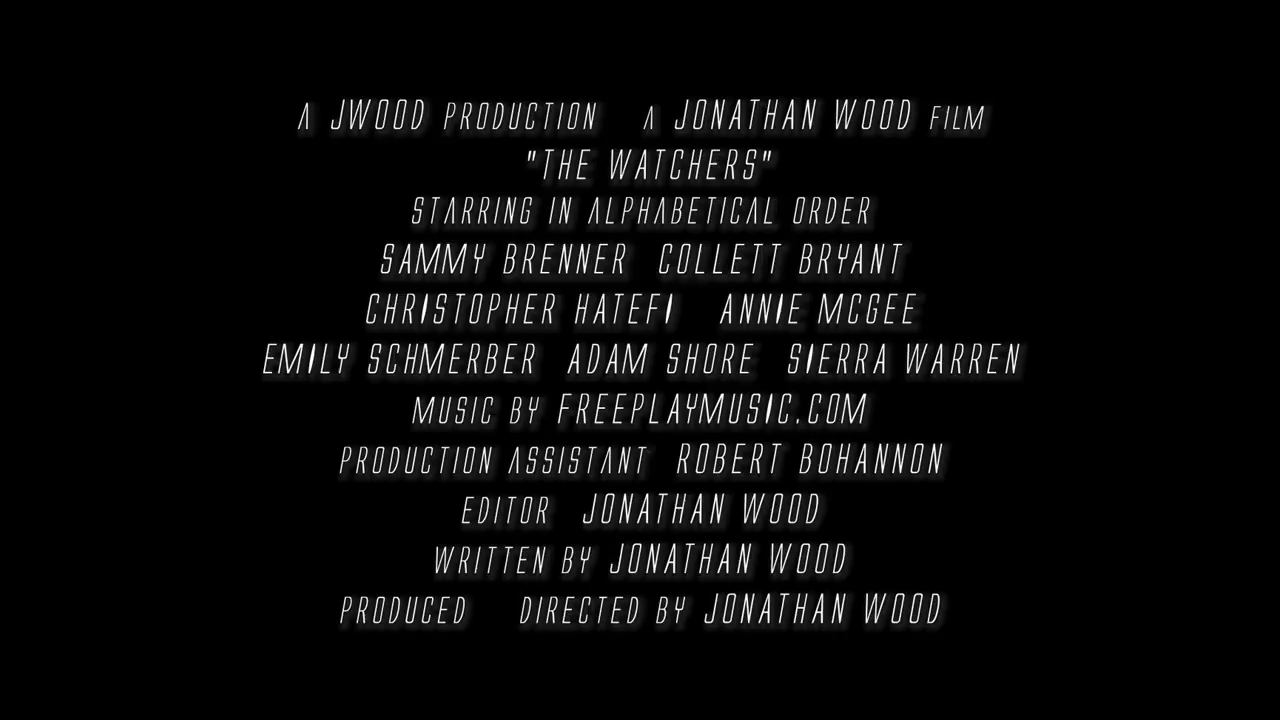 A JWOOD PRODUCTION A JONATHAN WOOD FILM
"THE WATCHERS"
STARRING IN ALPHABETICAL ORDER
SAMMY BRENNER COLLETT BRYANT
CHRISTOPHER HATEFI ANNIE MCGEE
EMILY SCHMERBER ADAM SHORE SIERRA WARREN
MUSIC BY FREEPLAYMUSIC.COM
PRODUCTION ASSISTANT ROBERT BOHANNON
EDITOR JONATHAN WOOD
WRITTEN BY JONATHAN WOOD
PRODUCED DIRECTED BY JONATHAN WOOD